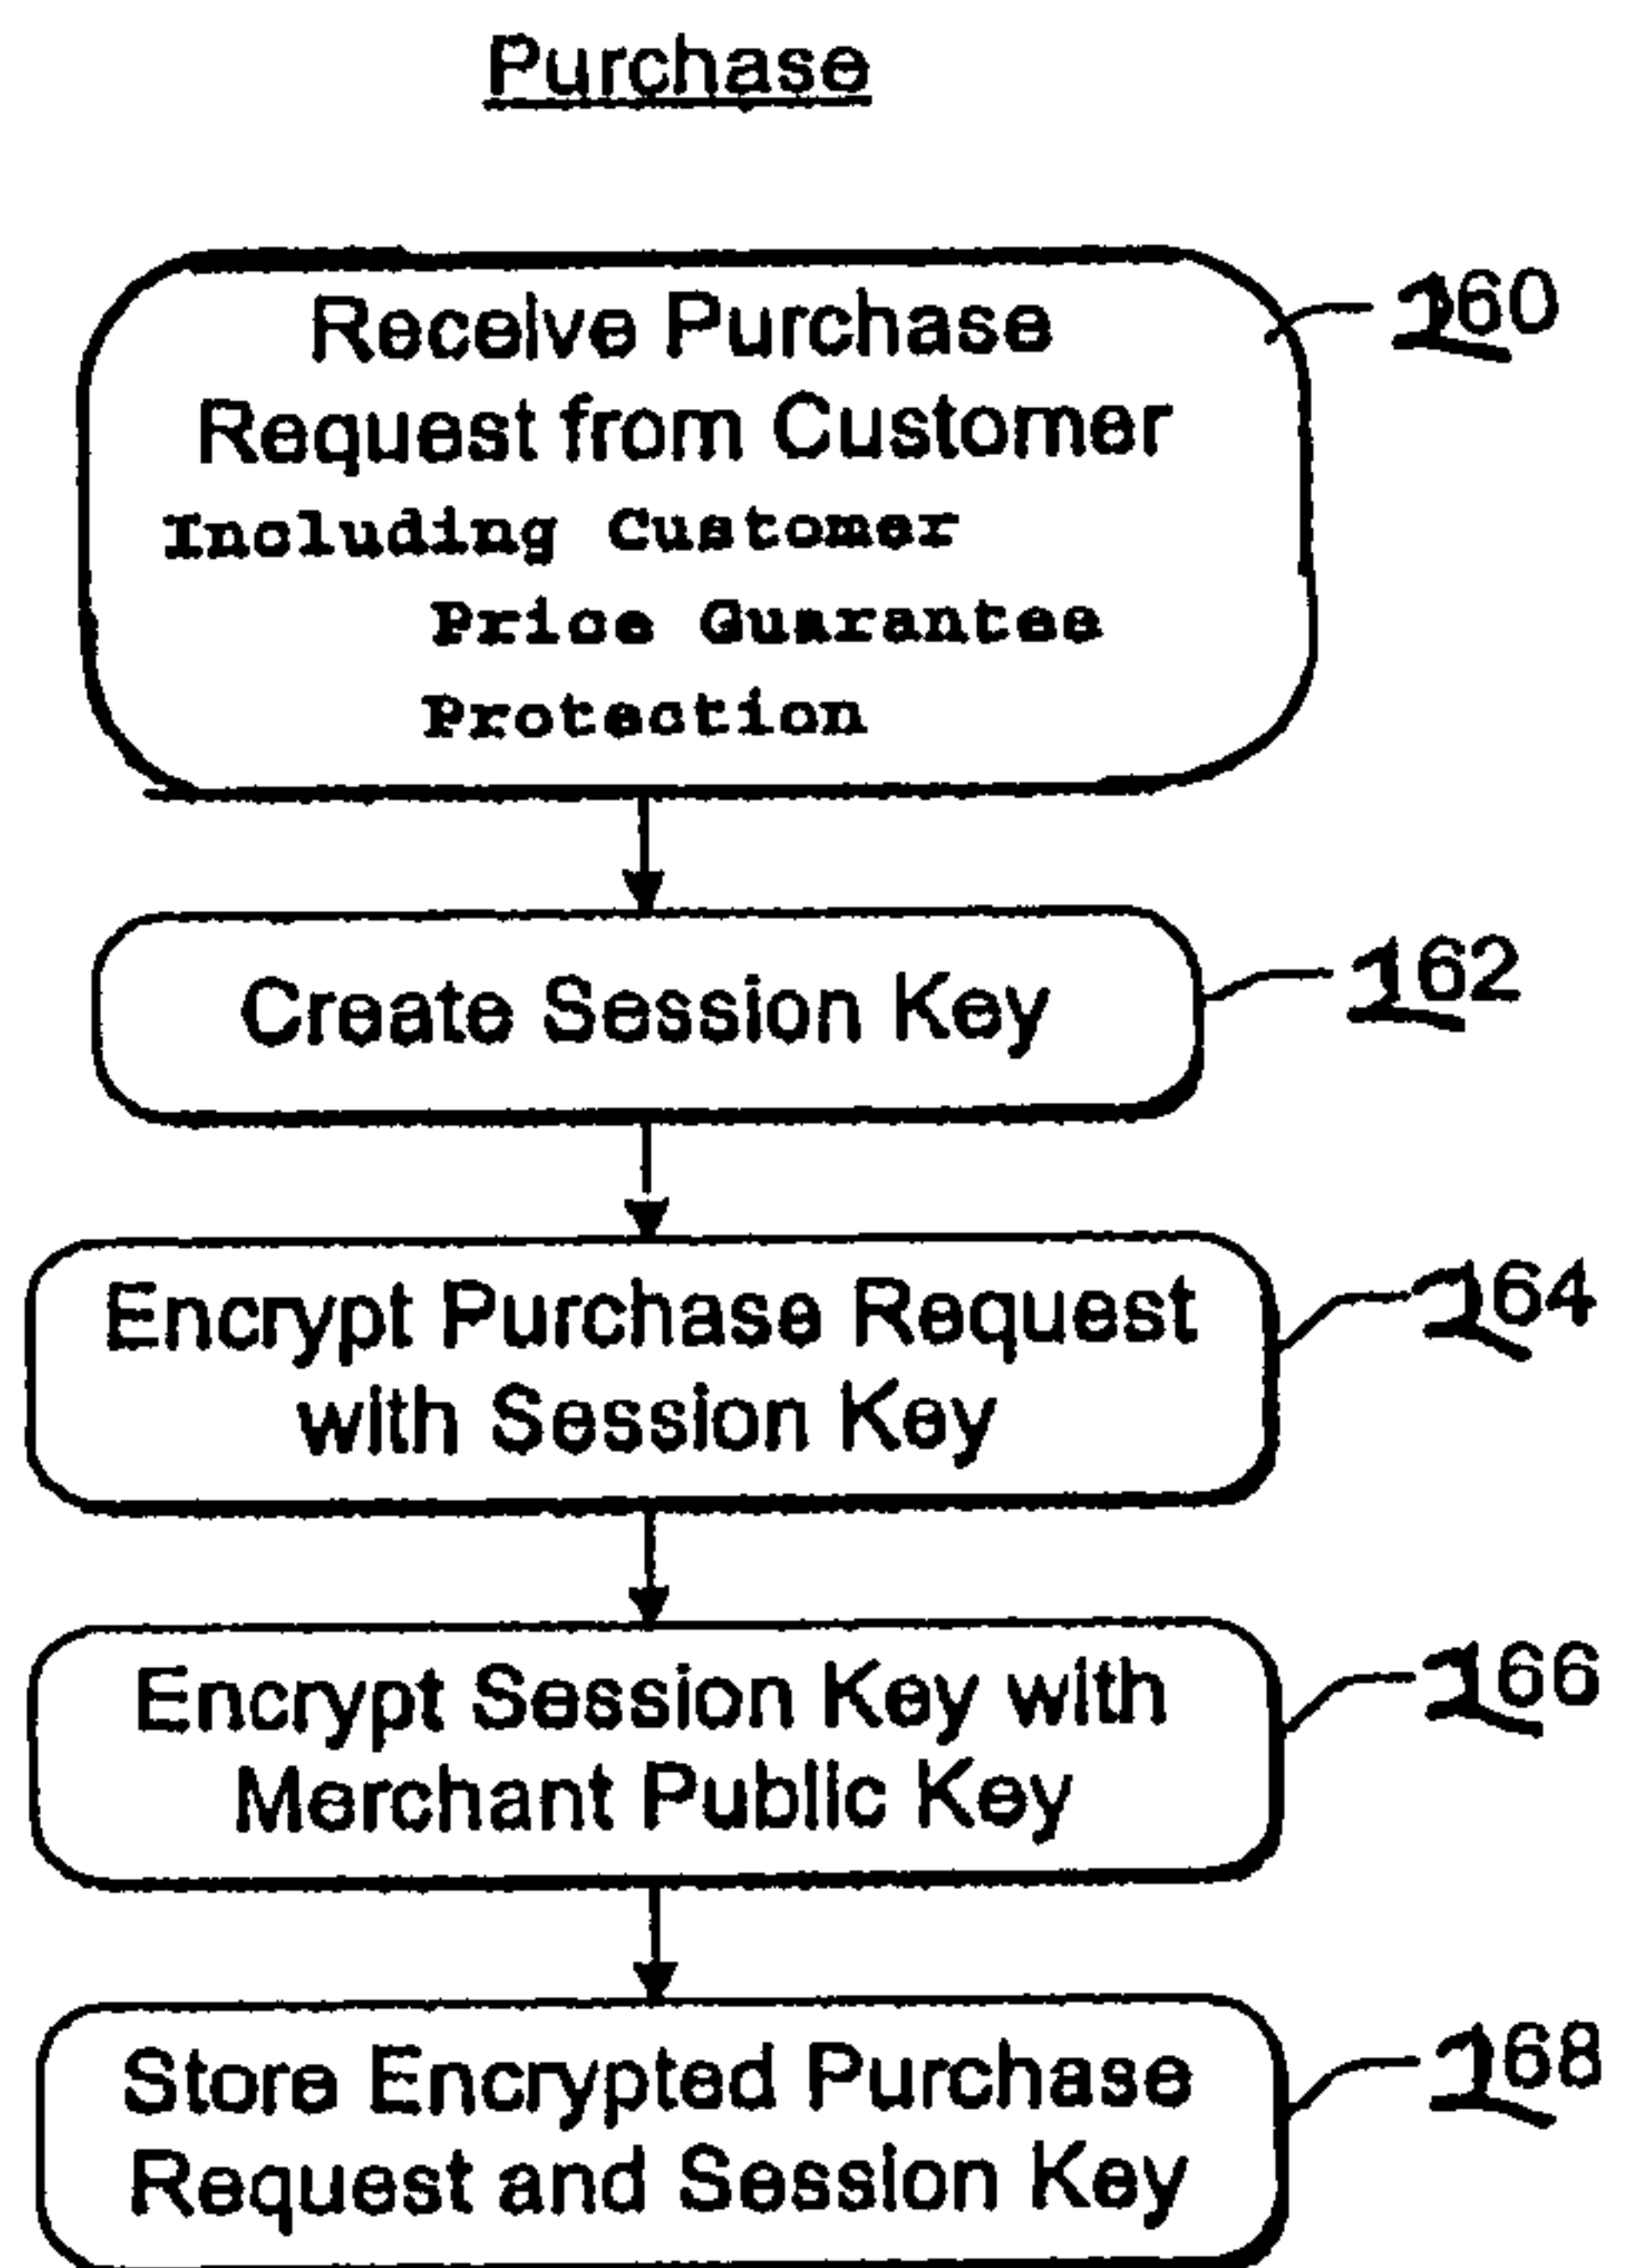 Purchase
Receive Purchase
Request from Customer
Including Customer
Price Guarantee
Protection
160
Create Session Key
162
Encrypt Purchase Request
with Session Key
164
Encrypt Session Key with
Merchant Public Key
166
Store Encrypted Purchase
Request and Session Key
168